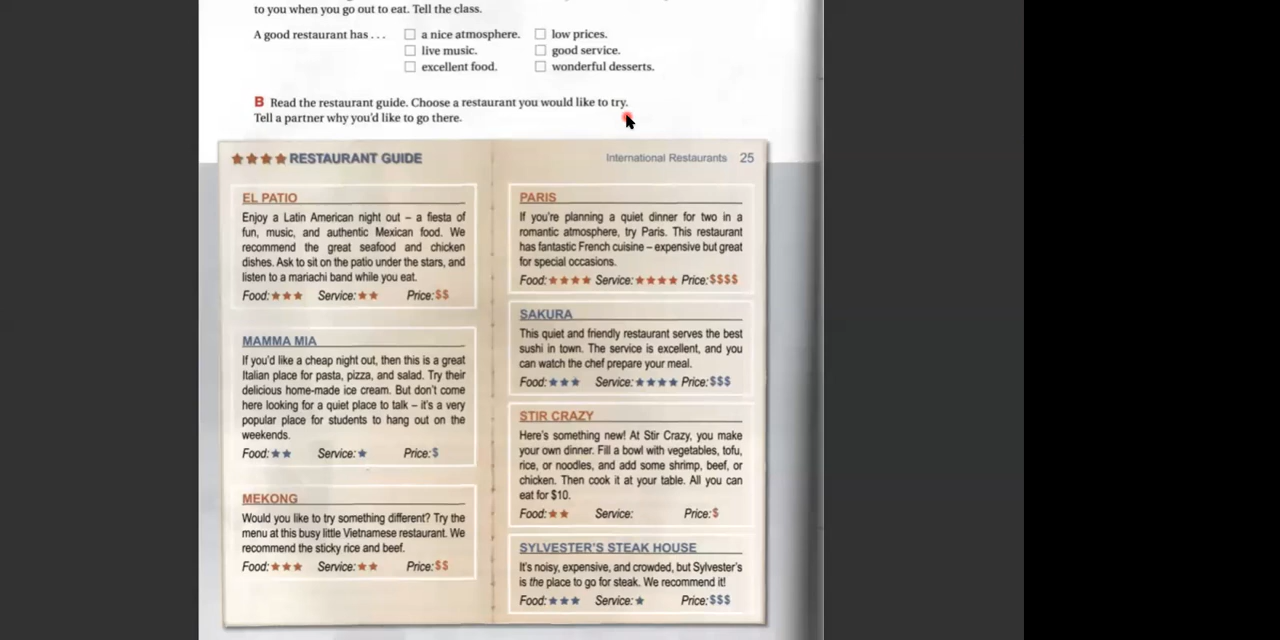 to you when you go out to eat. Tell the class.
A good restaurant has . . .
a nice atmosphere.
low prices.
live music.
good service.
excellent food.
wonderful desserts.
B Read the restaurant guide. Choose a restaurant you would like to try.
Tell a partner why you'd like to go there.
★★★★RESTAURANT GUIDE
EL PATIO
Enjoy a Latin American night out – a fiesta of
fun, music, and authentic Mexican food. We
recommend the great seafood and chicken
dishes. Ask to sit on the patio under the stars, and
listen to a mariachi band while you eat.
Food:★★★ Service:★★ Price:$$
MAMMA MIA
If you'd like a cheap night out, then this is a great
Italian place for pasta, pizza, and salad. Try their
delicious home-made ice cream. But don't come
here looking for a quiet place to talk – it's a very
popular place for students to hang out on the
weekends.
Food:★★ Service:★ Price:$
MEKONG
Would you like to try something different? Try the
menu at this busy little Vietnamese restaurant. We
recommend the sticky rice and beef.
Food:★★★ Service:★★ Price:$$
International Restaurants 25
PARIS
If you're planning a quiet dinner for two in a
romantic atmosphere, try Paris. This restaurant
has fantastic French cuisine – expensive but great
for special occasions.
Food:★★★★ Service:★★★★ Price:$$$$
SAKURA
This quiet and friendly restaurant serves the best
sushi in town. The service is excellent, and you
can watch the chef prepare your meal.
Food:★★★ Service:★★★★ Price:$$$
STIR CRAZY
Here's something new! At Stir Crazy, you make
your own dinner. Fill a bowl with vegetables, tofu,
rice, or noodles, and add some shrimp, beef, or
chicken. Then cook it at your table. All you can
eat for $10.
Food:★★ Service: Price:$
SYLVESTER'S STEAK HOUSE
It's noisy, expensive, and crowded, but Sylvester's
is the place to go for steak. We recommend it!
Food:★★★ Service:★ Price:$$$